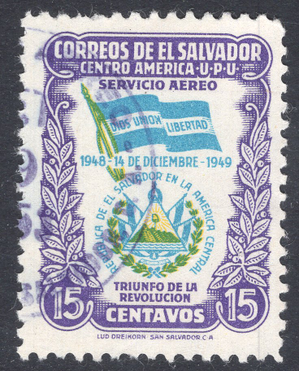 CORREOS DE EL SALVADOR
CENTRO AMERICA·U·P·U·
SERVICIO AEREO
DIOS UNION LIBERTAD
1948-14 DE DICIEMBRE-1949
REPUBLICA DE EL SALVADOR EN LA AMERICA CENTRAL
TRIUNFO DE LA
REVOLUCION
15 CENTAVOS 15
LUD DREIKORN SAN SALVADOR C·A